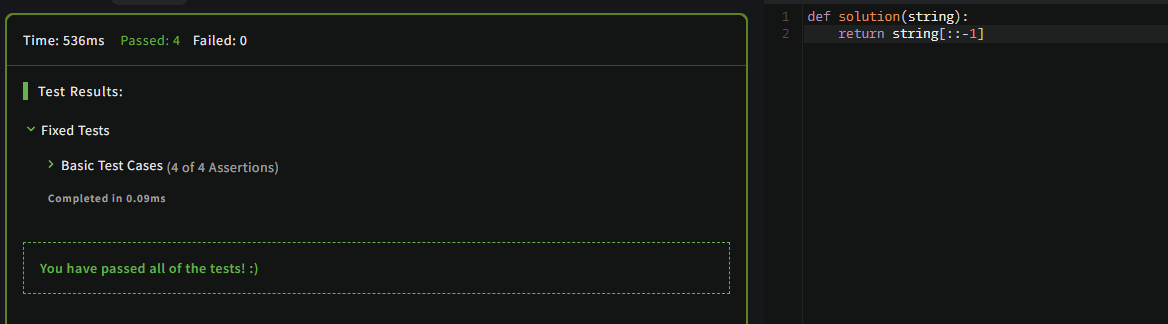 Time: 536ms Passed: 4 Failed: 0
Test Results:
Fixed Tests
Basic Test Cases (4 of 4 Assertions)
Completed in 0.09ms
You have passed all of the tests! :)
1 def solution(string):
2     return string[::-1]